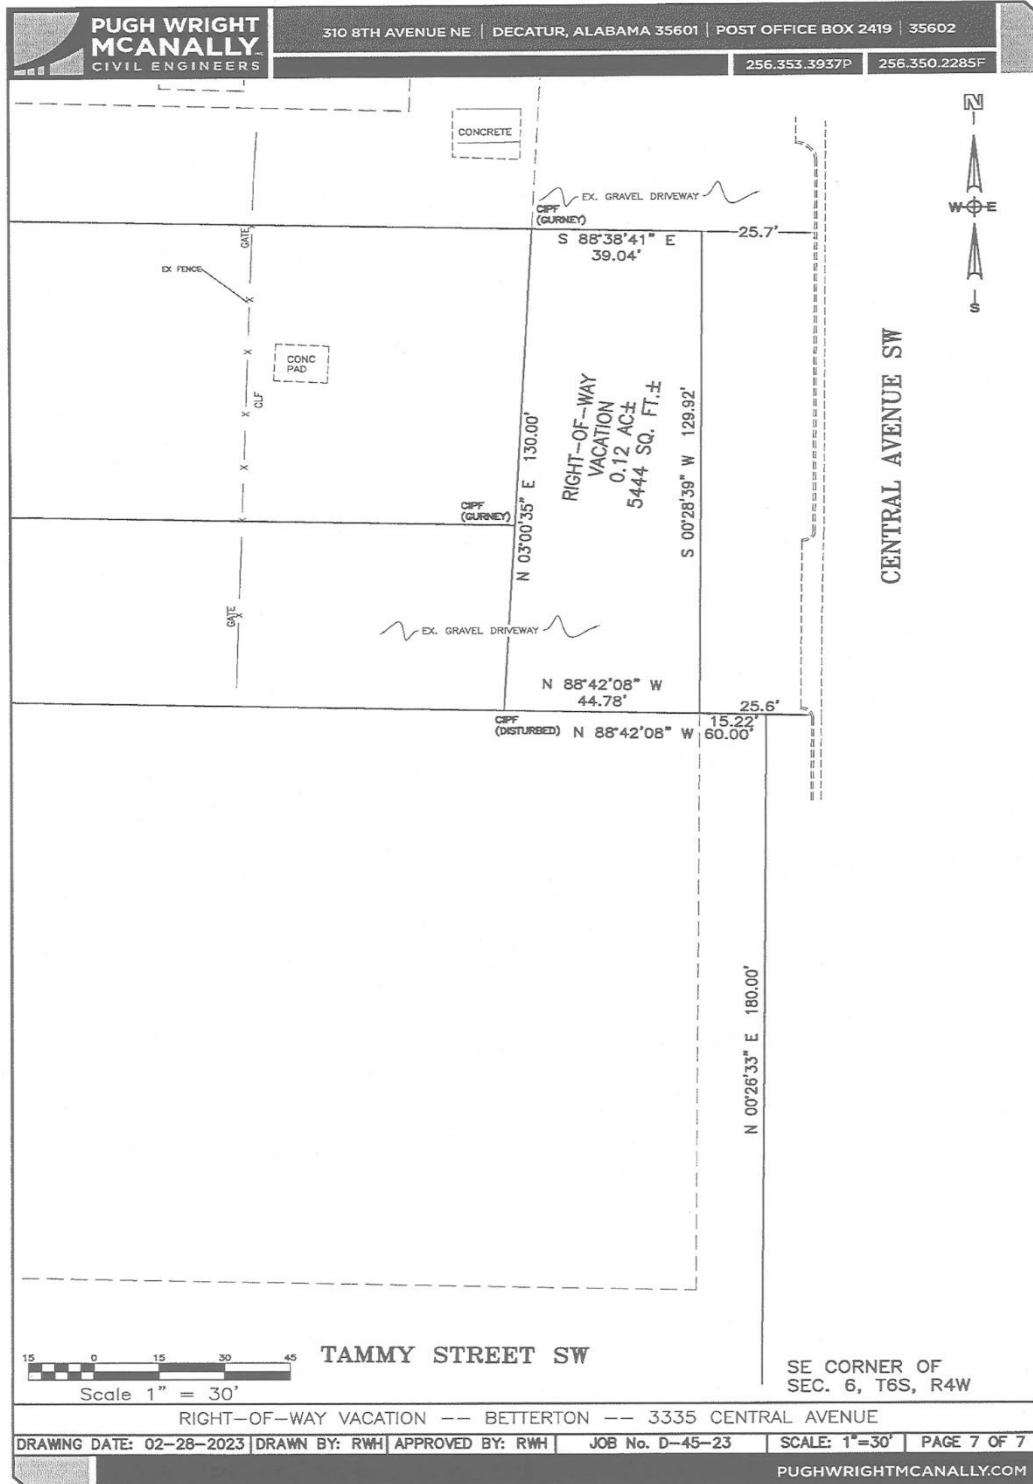 PUGH WRIGHT
MCANALLY
CIVIL ENGINEERS
310 8TH AVENUE NE | DECATUR, ALABAMA 35601 | POST OFFICE BOX 2419 | 35602
256.353.3937P
256.350.2285F
N
W E
S
CONCRETE
EX. GRAVEL DRIVEWAY
CIPF
(GURNEY)
S 88°38'41" E
39.04'
25.7'
GATE
EX FENCE
CONC
PAD
CLF
N 03°00'35" E 130.00'
RIGHT-OF-WAY
VACATION
0.12 AC±
5444 SQ. FT.±
S 00°28'39" W 129.92'
CENTRAL AVENUE SW
CIPF
(GURNEY)
GATE
EX. GRAVEL DRIVEWAY
N 88°42'08" W
44.78'
25.6'
CIPF
(DISTURBED)
15.22'
N 88°42'08" W 60.00'
N 00°26'33" E 180.00'
TAMMY STREET SW
15 0 15 30 45
Scale 1" = 30'
SE CORNER OF
SEC. 6, T6S, R4W
RIGHT-OF-WAY VACATION -- BETTERTON -- 3335 CENTRAL AVENUE
DRAWING DATE: 02-28-2023 | DRAWN BY: RWH | APPROVED BY: RWH | JOB No. D-45-23 | SCALE: 1"=30' | PAGE 7 OF 7
PUGHWRIGHTMCANALLY.COM